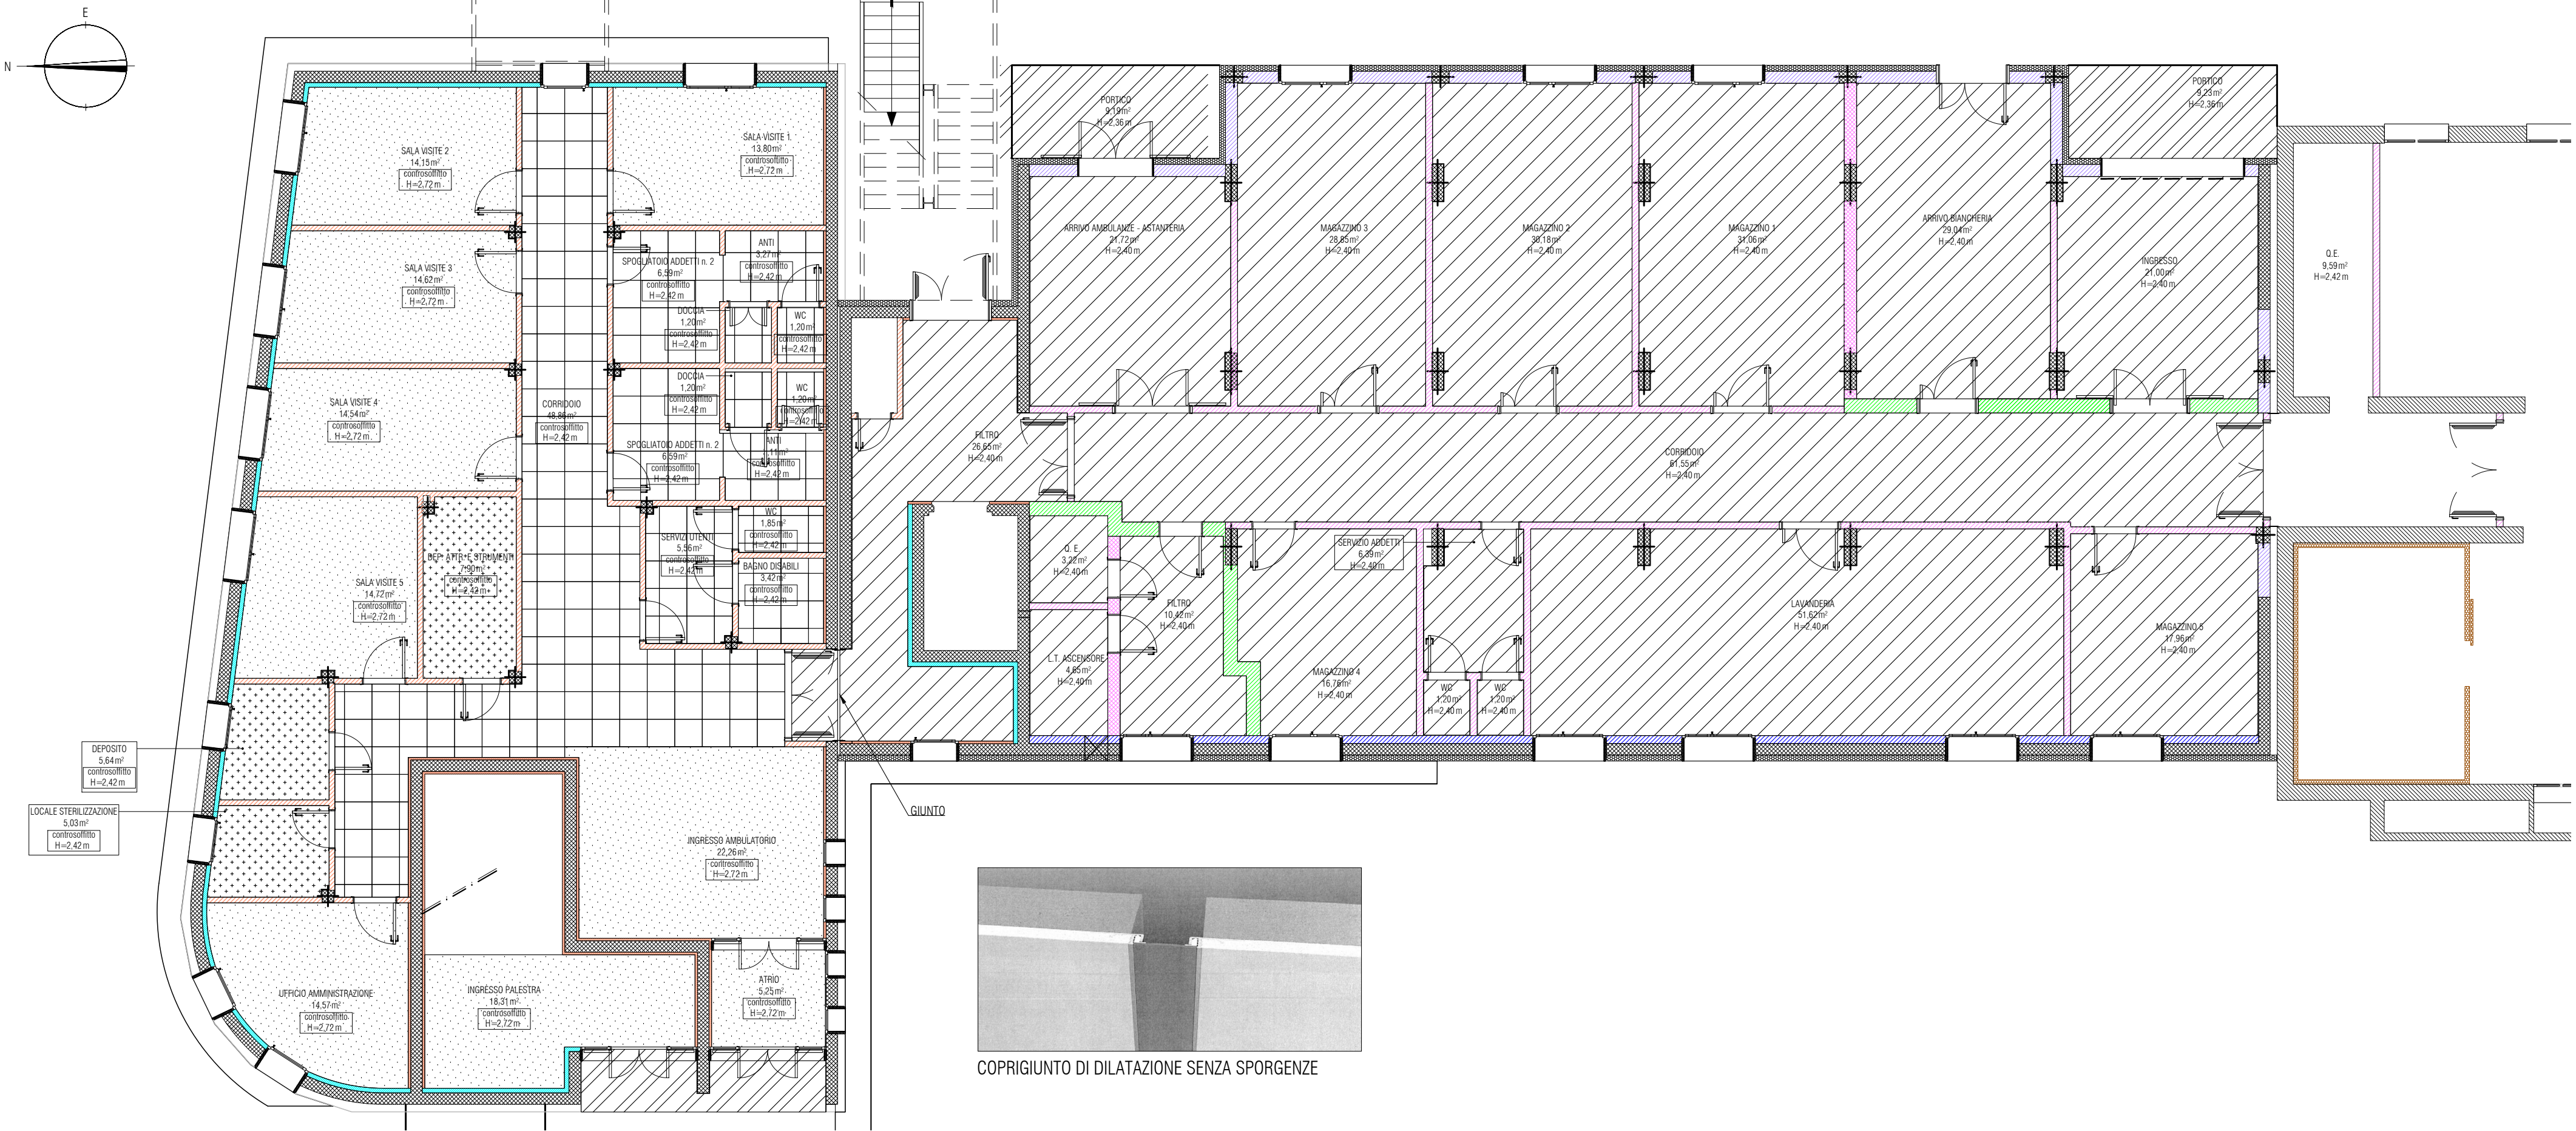 E
N
SALA VISITE 2
14,15 m²
controsoffitto
H=2,72 m
SALA VISITE 1
13,80 m²
controsoffitto
H=2,72 m
SALA VISITE 3
14,62 m²
controsoffitto
H=2,72 m
SPOGLIATOIO ADDETTI n. 2
6,59 m²
controsoffitto
H=2,42 m
ANTI
3,27 m²
controsoffitto
H=2,42 m
DOCCIA
1,20 m²
controsoffitto
H=2,42 m
WC
1,20 m²
controsoffitto
H=2,42 m
SALA VISITE 4
14,54 m²
controsoffitto
H=2,72 m
CORRIDOIO
48,86 m²
controsoffitto
H=2,42 m
DOCCIA
1,20 m²
controsoffitto
H=2,42 m
WC
1,20 m²
controsoffitto
H=2,42 m
SPOGLIATOIO ADDETTI n. 2
6,59 m²
controsoffitto
H=2,42 m
ANTI
controsoffitto
H=2,42 m
WC
1,85 m²
controsoffitto
H=2,42 m
SERVIZI UTENTI
5,56 m²
controsoffitto
H=2,42 m
BAGNO DISABILI
3,42 m²
controsoffitto
H=2,42 m
DEP. ATTR. E STRUMENTI
7,90 m²
controsoffitto
H=2,42 m
SALA VISITE 5
14,72 m²
controsoffitto
H=2,72 m
DEPOSITO
5,64 m²
controsoffitto
H=2,42 m
LOCALE STERILIZZAZIONE
5,03 m²
controsoffitto
H=2,42 m
INGRESSO AMBULATORIO
22,26 m²
controsoffitto
H=2,72 m
UFFICIO AMMINISTRAZIONE
14,57 m²
controsoffitto
H=2,72 m
INGRESSO PALESTRA
18,31 m²
controsoffitto
H=2,72 m
ATRIO
5,25 m²
controsoffitto
H=2,72 m
PORTICO
9,19 m²
H=2,36 m
ARRIVO AMBULANZE - ASTANTERIA
21,72 m²
H=2,40 m
MAGAZZINO 3
28,85 m²
H=2,40 m
MAGAZZINO 2
30,18 m²
H=2,40 m
MAGAZZINO 1
31,06 m²
H=2,40 m
ARRIVO BIANCHERIA
29,04 m²
H=2,40 m
PORTICO
9,23 m²
H=2,36 m
INGRESSO
21,00 m²
H=2,40 m
Q.E.
9,59 m²
H=2,42 m
FILTRO
26,65 m²
H=2,40 m
CORRIDOIO
61,55 m²
H=2,40 m
Q. E.
3,22 m²
H=2,40 m
FILTRO
10,42 m²
H=2,40 m
L.T. ASCENSORE
4,65 m²
H=2,40 m
MAGAZZINO 4
16,76 m²
H=2,40 m
SERVIZIO ADDETTI
6,39 m²
H=2,40 m
WC
1,20 m²
H=2,40 m
WC
1,20 m²
H=2,40 m
LAVANDERIA
51,62 m²
H=2,40 m
MAGAZZINO 5
17,96 m²
H=2,40 m
GIUNTO
COPRIGIUNTO DI DILATAZIONE SENZA SPORGENZE